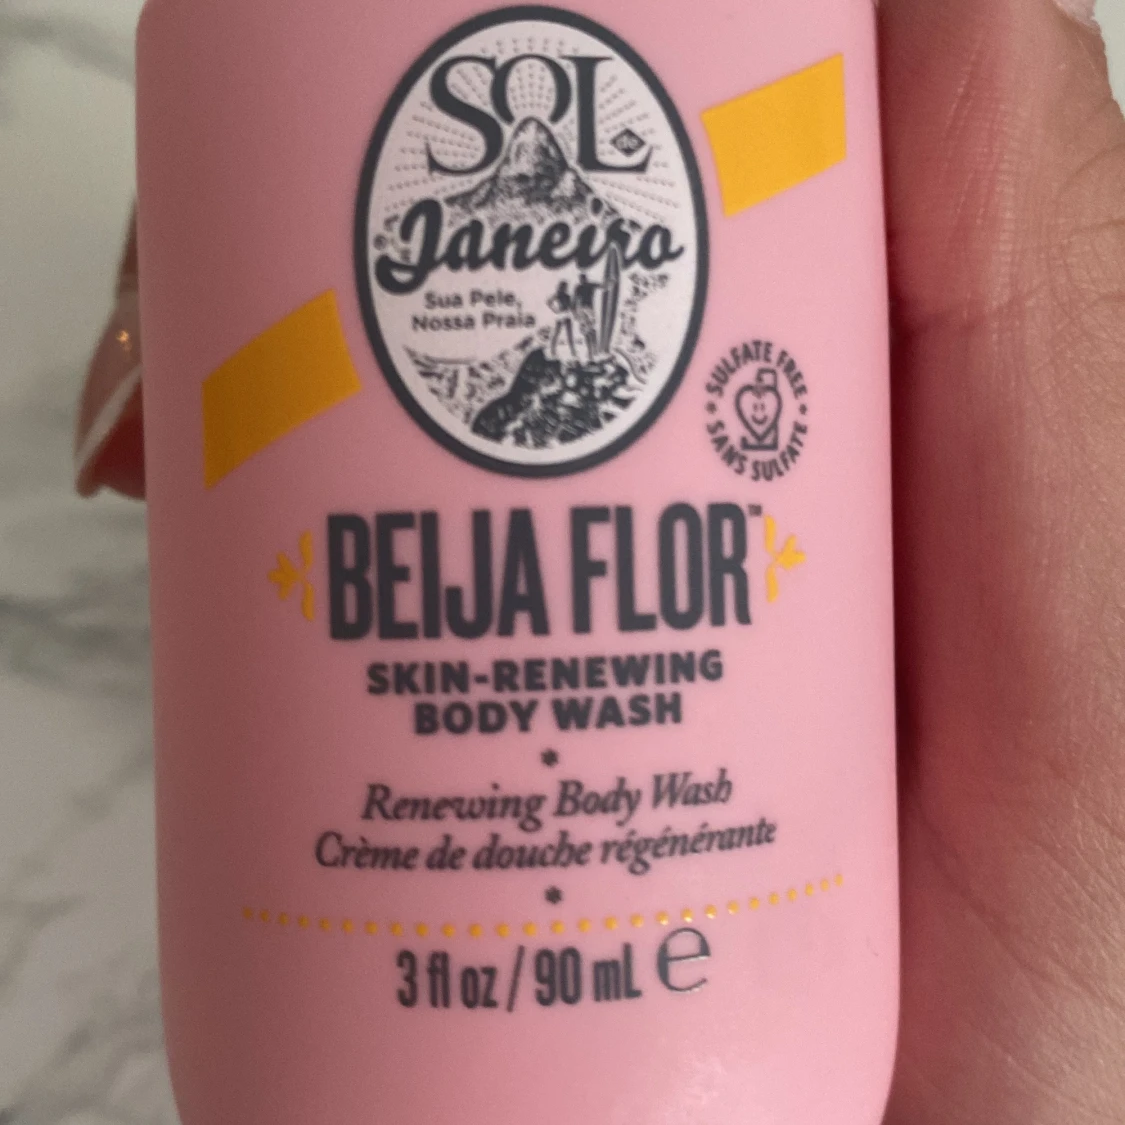 SOL
de
Janeiro
Sua Pele,
Nossa Praia
SULFATE FREE
SANS SULFATE
BEIJA FLOR™
SKIN-RENEWING
BODY WASH
Renewing Body Wash
Crème de douche régénérante
3 fl oz / 90 mL ℮